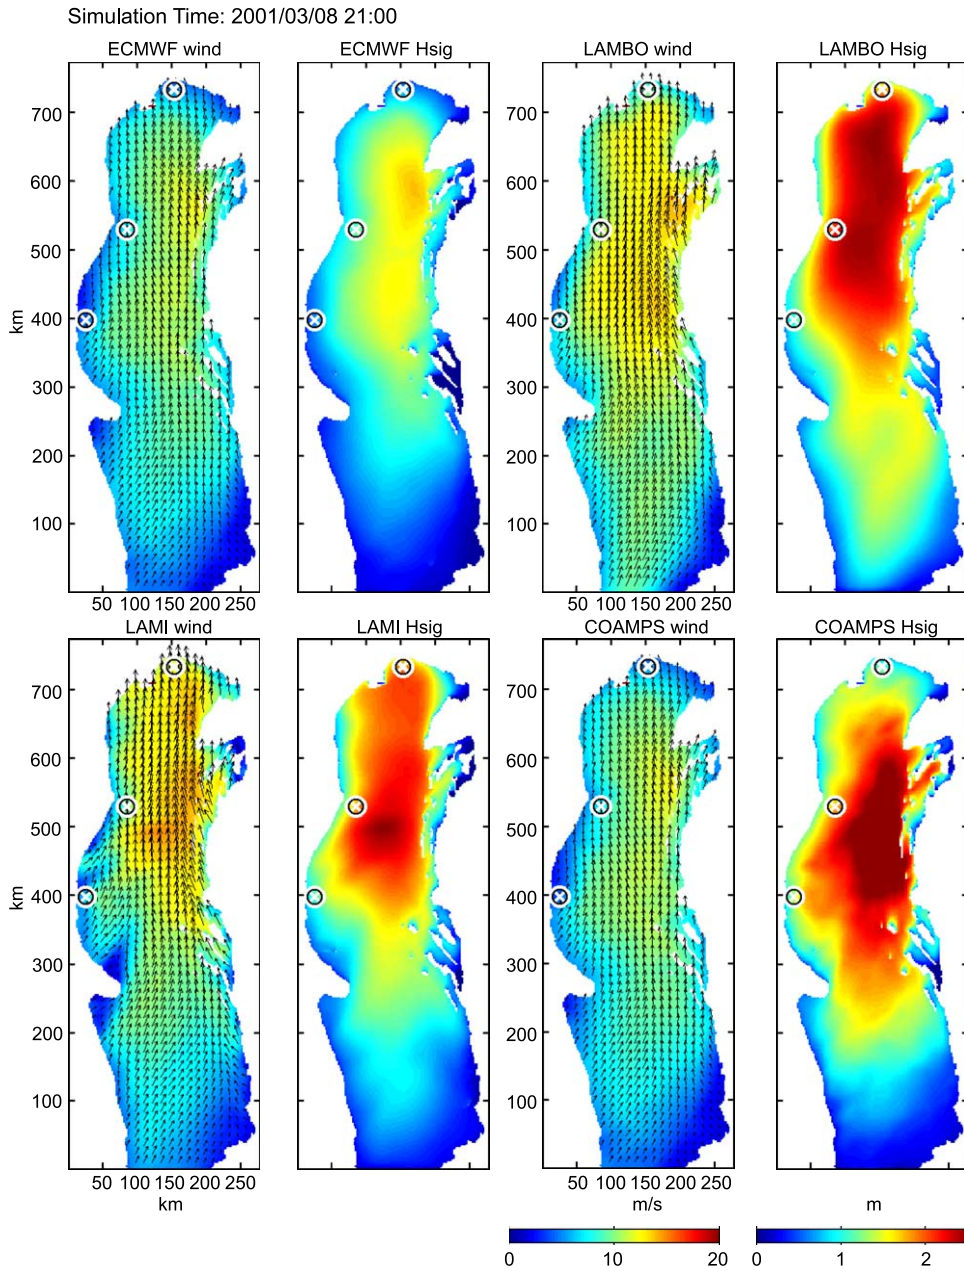 Simulation Time: 2001/03/08 21:00
ECMWF wind
ECMWF Hsig
LAMBO wind
LAMBO Hsig
700
600
500
400
300
200
100
km
700
600
500
400
300
200
100
50 100 150 200 250
50 100 150 200 250
LAMI wind
LAMI Hsig
COAMPS wind
COAMPS Hsig
700
600
500
400
300
200
100
km
700
600
500
400
300
200
100
50 100 150 200 250
50 100 150 200 250
km
m/s
m
0 10 20
0 1 2